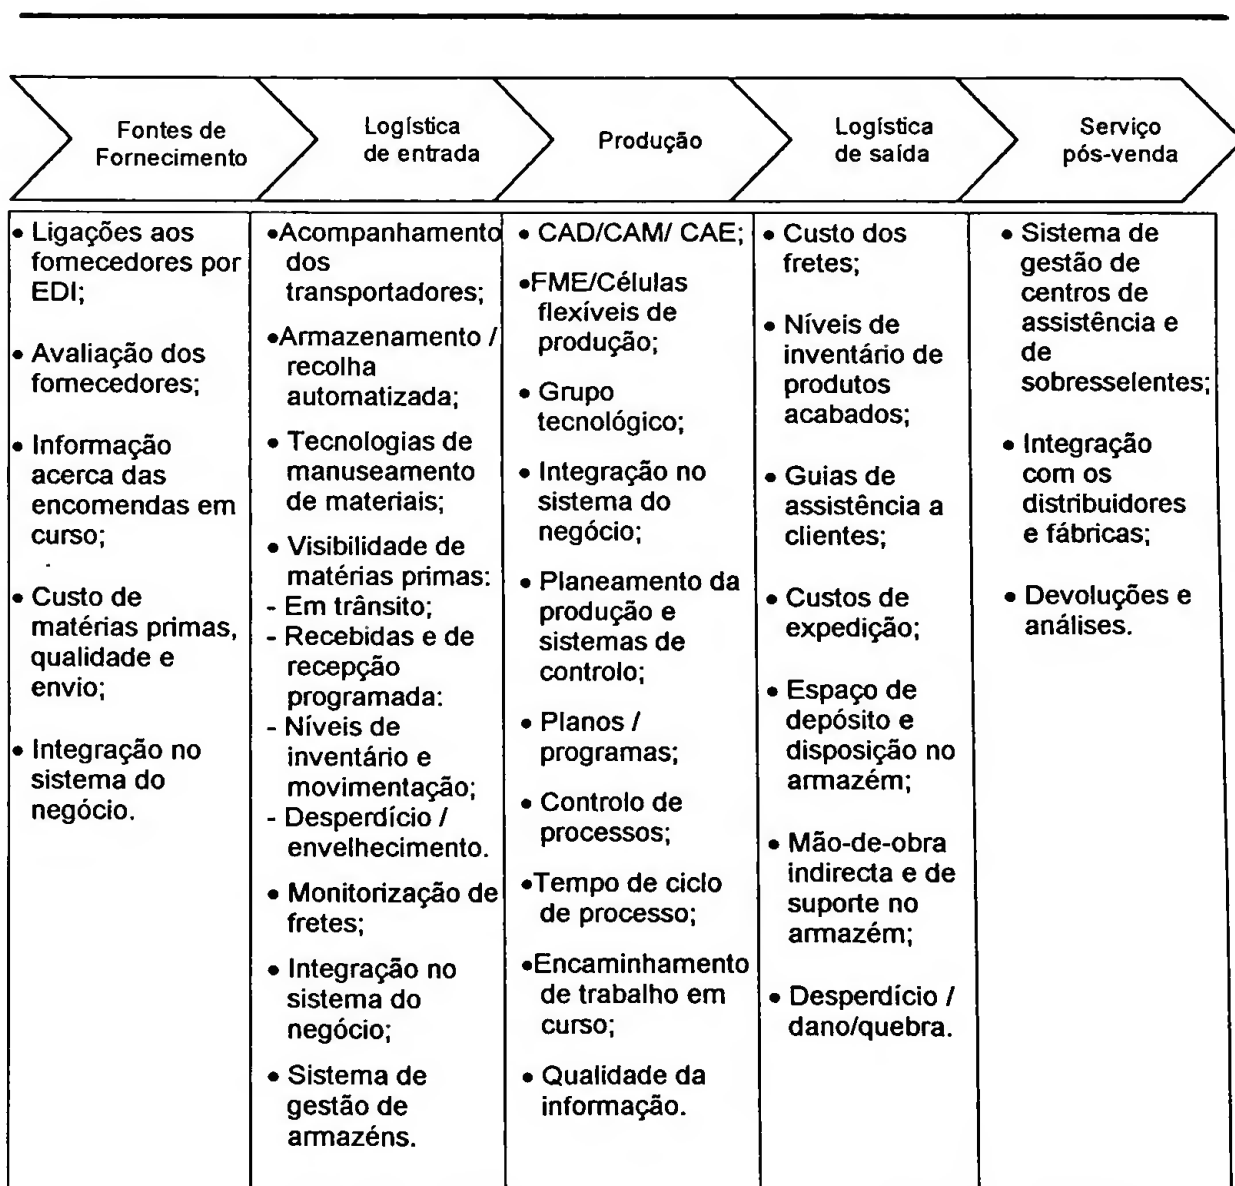 Fontes de
Fornecimento
Logística
de entrada
Produção
Logística
de saída
Serviço
pós-venda
• Ligações aos
fornecedores por
EDI;
• Avaliação dos
fornecedores;
• Informação
acerca das
encomendas em
curso;
• Custo de
matérias primas,
qualidade e
envio;
• Integração no
sistema do
negócio.
•Acompanhamento
dos
transportadores;
•Armazenamento /
recolha
automatizada;
• Tecnologias de
manuseamento
de materiais;
• Visibilidade de
matérias primas:
- Em trânsito;
- Recebidas e de
recepção
programada:
- Níveis de
inventário e
movimentação;
- Desperdício /
envelhecimento.
• Monitorização de
fretes;
• Integração no
sistema do
negócio;
• Sistema de
gestão de
armazéns.
• CAD/CAM/ CAE;
•FME/Células
flexíveis de
produção;
• Grupo
tecnológico;
• Integração no
sistema do
negócio;
• Planeamento da
produção e
sistemas de
controlo;
• Planos /
programas;
• Controlo de
processos;
•Tempo de ciclo
de processo;
•Encaminhamento
de trabalho em
curso;
• Qualidade da
informação.
• Custo dos
fretes;
• Níveis de
inventário de
produtos
acabados;
• Guias de
assistência a
clientes;
• Custos de
expedição;
• Espaço de
depósito e
disposição no
armazém;
• Mão-de-obra
indirecta e de
suporte no
armazém;
• Desperdício /
dano/quebra.
• Sistema de
gestão de
centros de
assistência e
de
sobresselentes;
• Integração
com os
distribuidores
e fábricas;
• Devoluções e
análises.